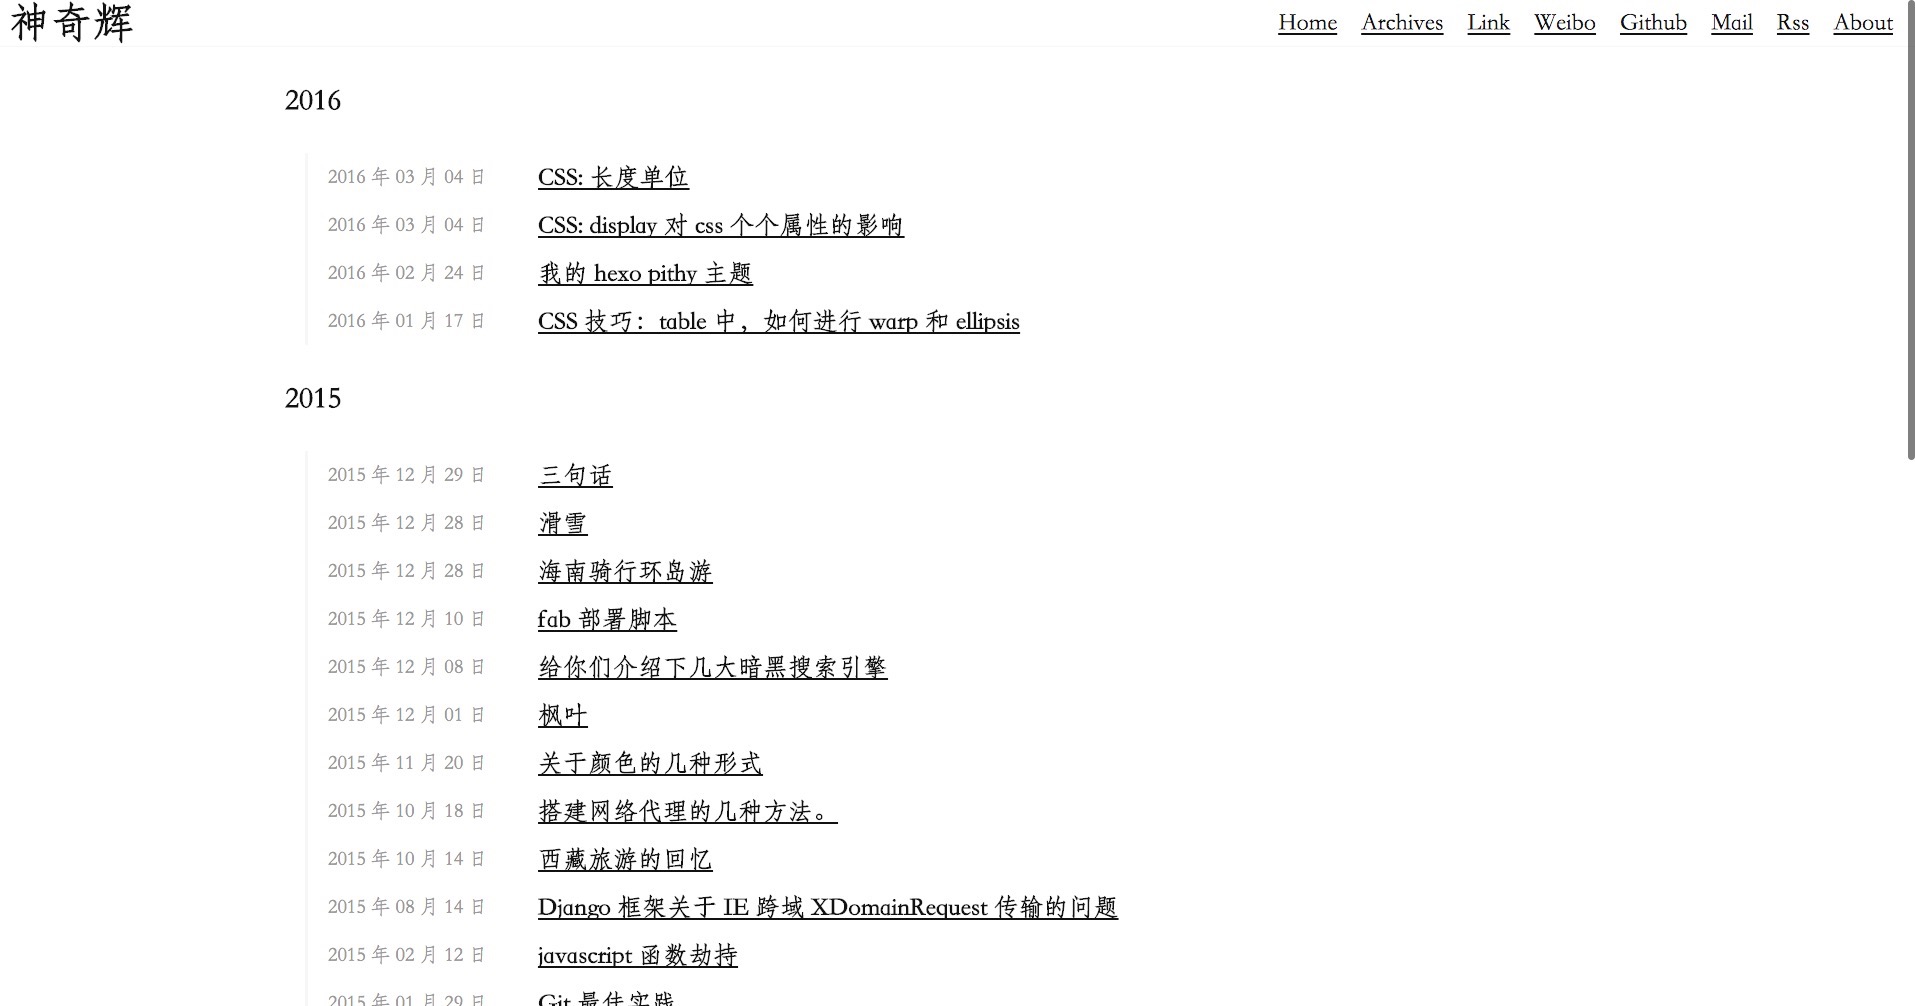 神奇辉
Home Archives Link Weibo Github Mail Rss About
2016
2016 年 03 月 04 日 CSS: 长度单位
2016 年 03 月 04 日 CSS: display 对 css 个个属性的影响
2016 年 02 月 24 日 我的 hexo pithy 主题
2016 年 01 月 17 日 CSS 技巧：table 中，如何进行 warp 和 ellipsis
2015
2015 年 12 月 29 日 三句话
2015 年 12 月 28 日 滑雪
2015 年 12 月 28 日 海南骑行环岛游
2015 年 12 月 10 日 fab 部署脚本
2015 年 12 月 08 日 给你们介绍下几大暗黑搜索引擎
2015 年 12 月 01 日 枫叶
2015 年 11 月 20 日 关于颜色的几种形式
2015 年 10 月 18 日 搭建网络代理的几种方法。
2015 年 10 月 14 日 西藏旅游的回忆
2015 年 08 月 14 日 Django 框架关于 IE 跨域 XDomainRequest 传输的问题
2015 年 02 月 12 日 javascript 函数劫持
2015 年 01 月 29 日 Git 最佳实践